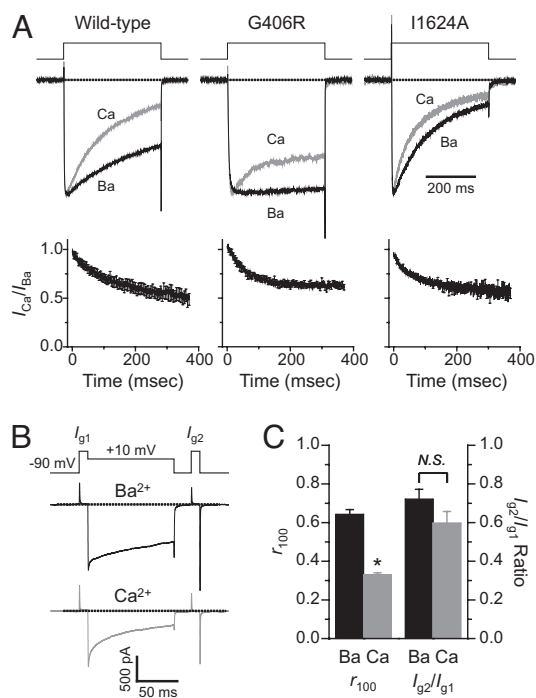 A
Wild-type
G406R
I1624A
Ca
Ba
Ca
Ba
Ca
Ba
200 ms
I_Ca/I_Ba
1.0
0.5
0.0
0 200 400
0 200 400
0 200 400
Time (msec)
Time (msec)
Time (msec)
B
I_g1
I_g2
-90 mV
+10 mV
Ba²⁺
Ca²⁺
500 pA
50 ms
C
r_100
1.0
0.8
0.6
0.4
0.2
0.0
N.S.
*
1.0
0.8
0.6
0.4
0.2
0.0
I_g2/I_g1 Ratio
Ba Ca
Ba Ca
r_100
I_g2/I_g1